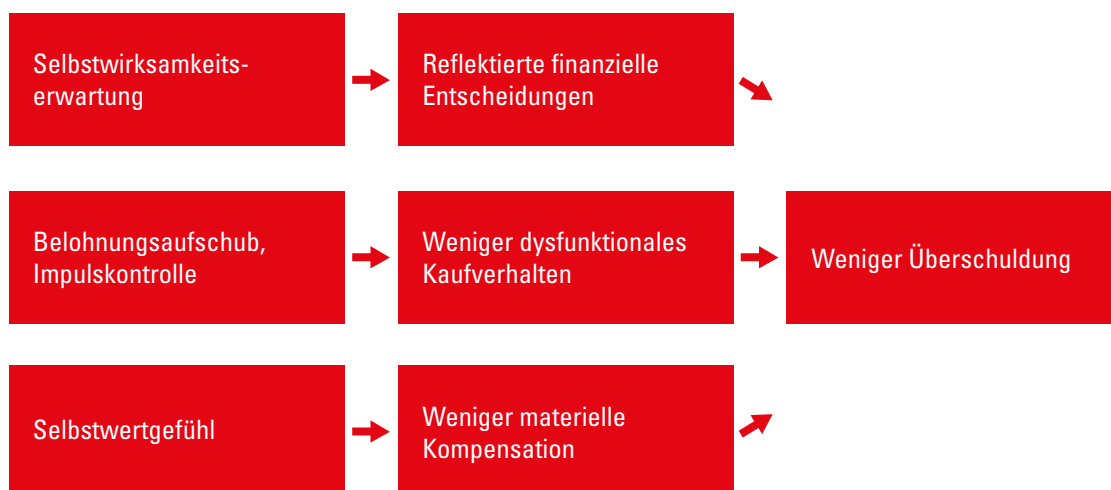 Selbstwirksamkeits-
erwartung
Reflektierte finanzielle
Entscheidungen
Belohnungsaufschub,
Impulskontrolle
Weniger dysfunktionales
Kaufverhalten
Weniger Überschuldung
Selbstwertgefühl
Weniger materielle
Kompensation